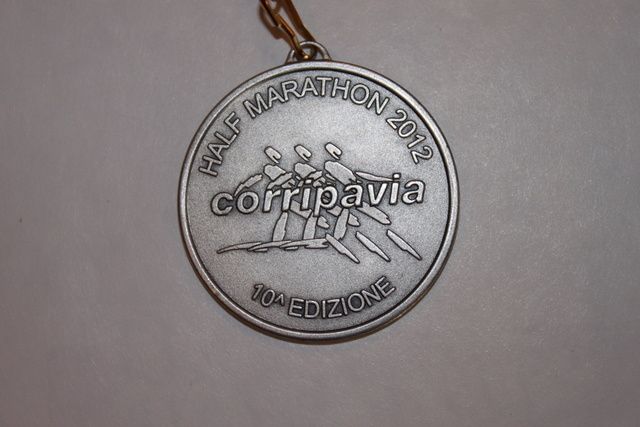 HALF MARATHON 2012
corripavia
10^ EDIZIONE